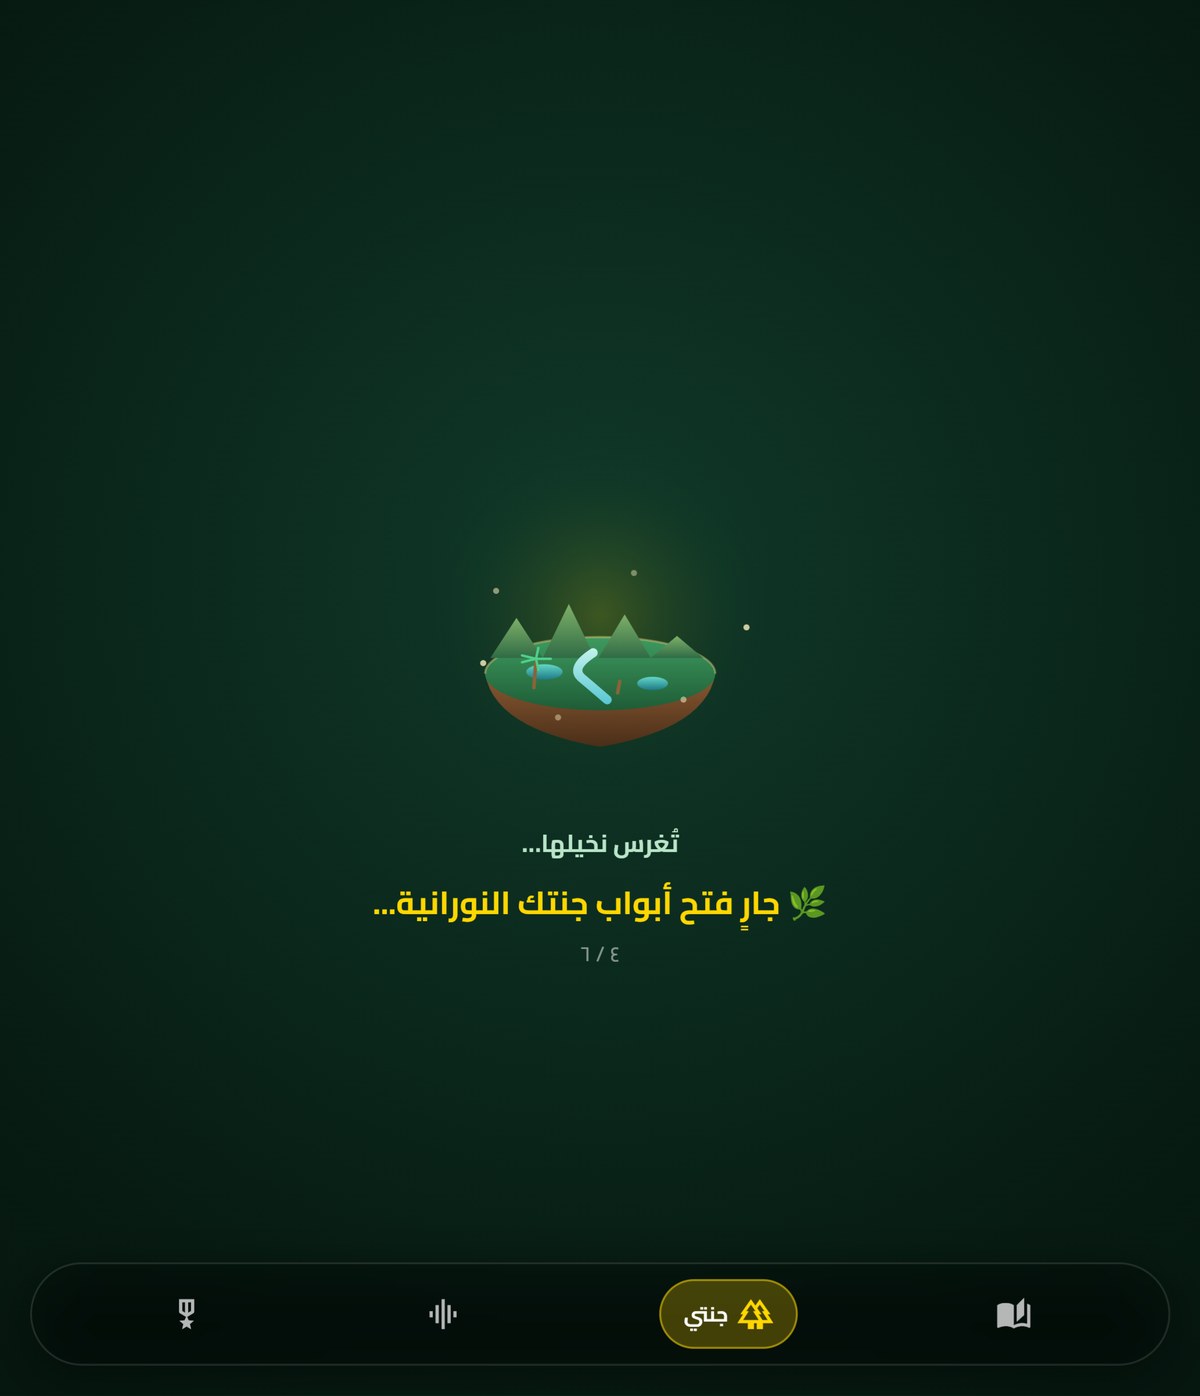 تُغرس نخيلها...
🌿 جارٍ فتح أبواب جنتك النورانية...
٤ / ٦
جنتي